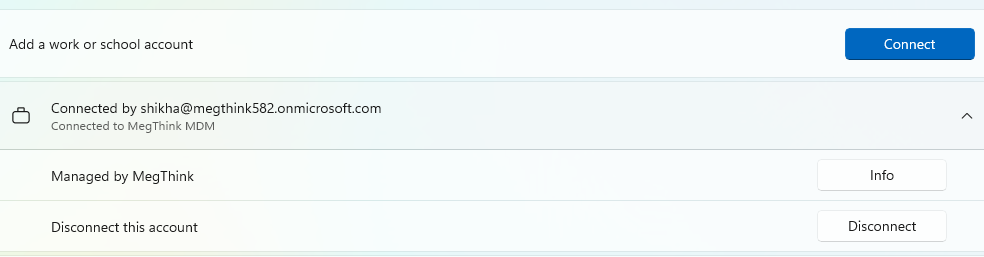 Add a work or school account
Connect
Connected by shikha@megthink582.onmicrosoft.com
Connected to MegThink MDM
Managed by MegThink
Info
Disconnect this account
Disconnect